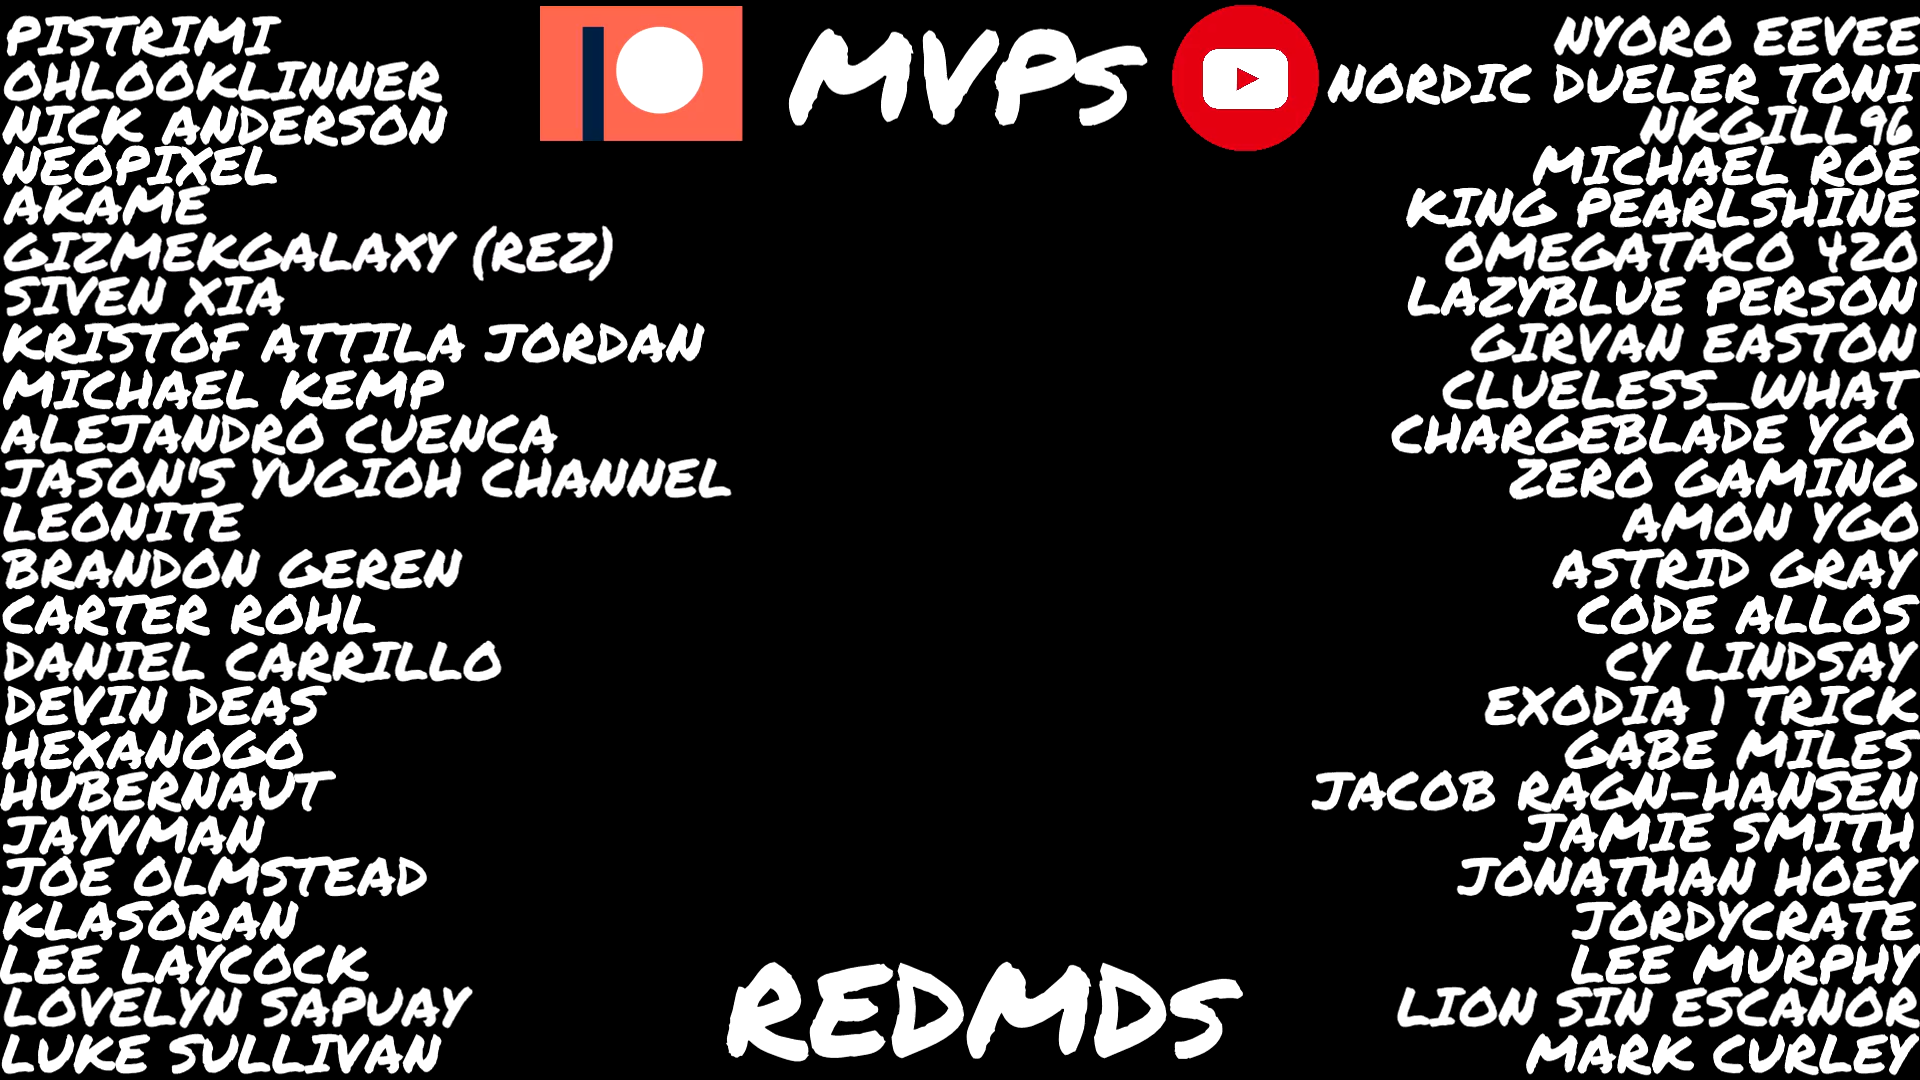 PISTRIMI
OHLOOKLINNER
NICK ANDERSON
NEOPIXEL
AKAME
GIZMEKGALAXY (REZ)
SIVEN XIA
KRISTOF ATTILA JORDAN
MICHAEL KEMP
ALEJANDRO CUENCA
JASON'S YUGIOH CHANNEL
LEONITE
BRANDON GEREN
CARTER ROHL
DANIEL CARRILLO
DEVIN DEAS
HEXANOGO
HUBERNAUT
JAYVMAN
JOE OLMSTEAD
KLASORAN
LEE LAYCOCK
LOVELYN SAPUAY
LUKE SULLIVAN
MVPs
REDMDs
NYORO EEVEE
NORDIC DUELER TONI
NKGILL96
MICHAEL ROE
KING PEARLSHINE
OMEGATACO 420
LAZYBLUE PERSON
GIRVAN EASTON
CLUELESS_WHAT
CHARGEBLADE YGO
ZERO GAMING
AMON YGO
ASTRID GRAY
CODE ALLOS
CY LINDSAY
EXODIA 1 TRICK
GABE MILES
JACOB RAGN-HANSEN
JAMIE SMITH
JONATHAN HOEY
JORDYCRATE
LEE MURPHY
LION SIN ESCANOR
MARK CURLEY